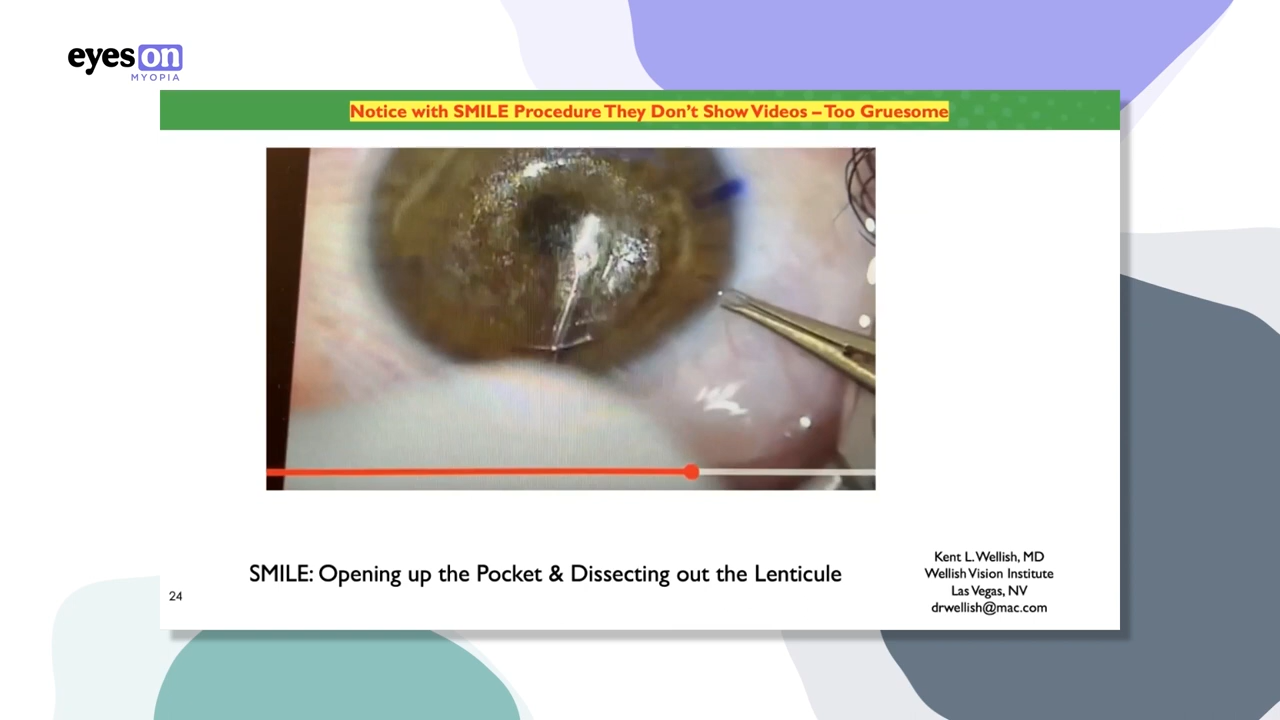 eyes on
MYOPIA
Notice with SMILE Procedure They Don't Show Videos – Too Gruesome
SMILE: Opening up the Pocket & Dissecting out the Lenticule
Kent L. Wellish, MD
Wellish Vision Institute
Las Vegas, NV
drwellish@mac.com
24